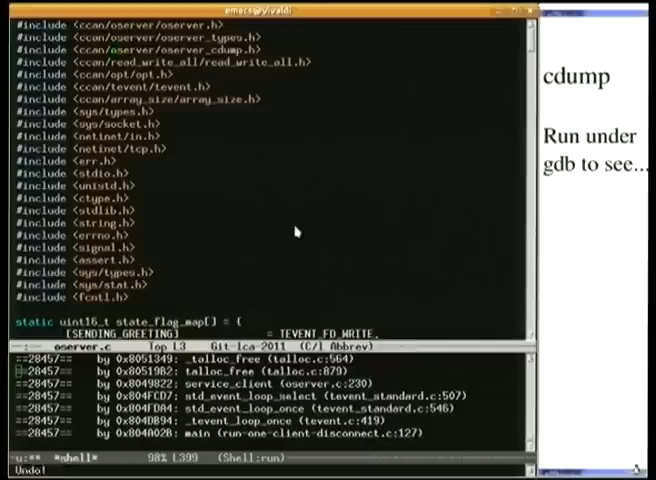 emacs@vivaldi
#include <ccan/oserver/oserver.h>
#include <ccan/oserver/oserver_types.h>
#include <ccan/oserver/oserver_cdump.h>
#include <ccan/read_write_all/read_write_all.h>
#include <ccan/opt/opt.h>
#include <ccan/tevent/tevent.h>
#include <ccan/array_size/array_size.h>
#include <sys/types.h>
#include <sys/socket.h>
#include <netinet/in.h>
#include <netinet/tcp.h>
#include <err.h>
#include <stdio.h>
#include <unistd.h>
#include <ctype.h>
#include <stdlib.h>
#include <string.h>
#include <errno.h>
#include <signal.h>
#include <assert.h>
#include <sys/types.h>
#include <sys/stat.h>
#include <fcntl.h>
static uint16_t state_flag_map[] = {
[SENDING_GREETING] = TEVENT_FD_WRITE,
-:--- oserver.c Top L3 Git-lca-2011 (C/l Abbrev)
==28457== by 0x8051349: _talloc_free (talloc.c:564)
==28457== by 0x80519B2: talloc_free (talloc.c:879)
==28457== by 0x8049822: service_client (oserver.c:230)
==28457== by 0x804FCD7: std_event_loop_select (tevent_standard.c:507)
==28457== by 0x804FDA4: std_event_loop_once (tevent_standard.c:546)
==28457== by 0x804DB94: _tevent_loop_once (tevent.c:419)
==28457== by 0x804A02B: main (run-one-client-disconnect.c:127)
-u:** *shell* 98% L399 (Shell:run)
Undo!
cdump
Run under
gdb to see...